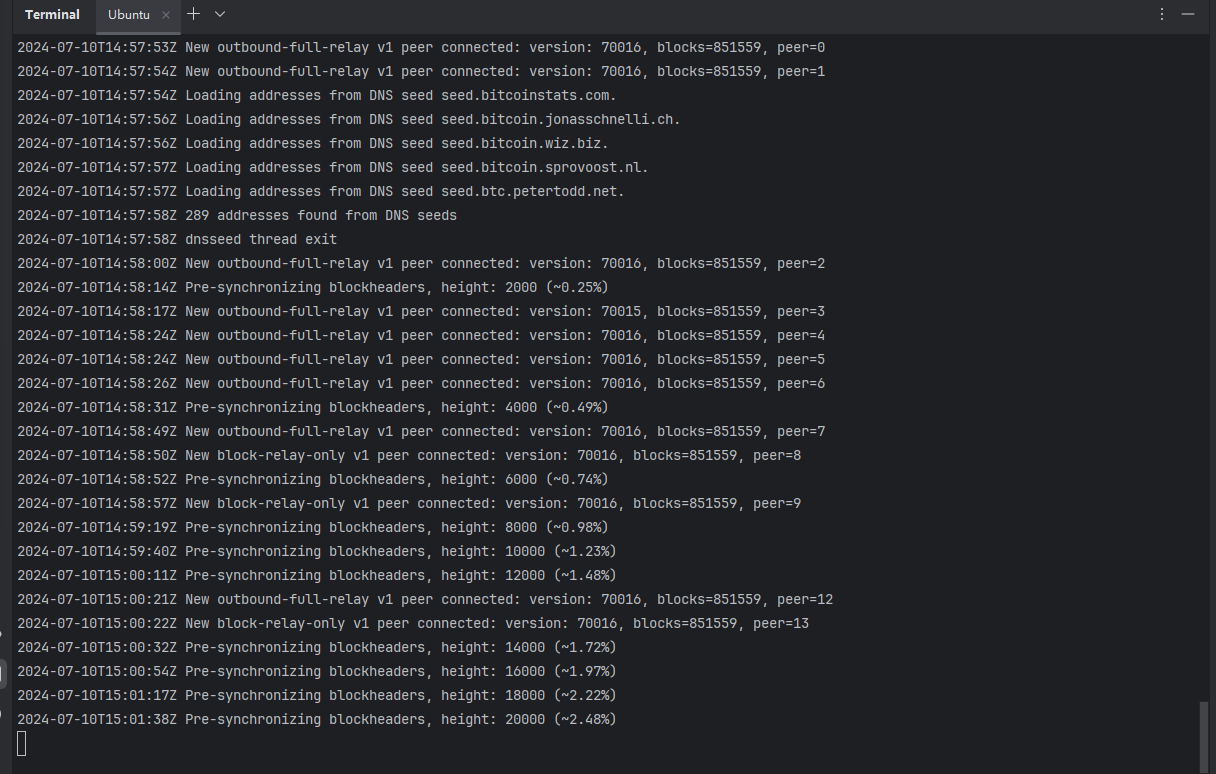 Terminal Ubuntu
2024-07-10T14:57:53Z New outbound-full-relay v1 peer connected: version: 70016, blocks=851559, peer=0
2024-07-10T14:57:54Z New outbound-full-relay v1 peer connected: version: 70016, blocks=851559, peer=1
2024-07-10T14:57:54Z Loading addresses from DNS seed seed.bitcoinstats.com.
2024-07-10T14:57:56Z Loading addresses from DNS seed seed.bitcoin.jonasschnelli.ch.
2024-07-10T14:57:56Z Loading addresses from DNS seed seed.bitcoin.wiz.biz.
2024-07-10T14:57:57Z Loading addresses from DNS seed seed.bitcoin.sprovoost.nl.
2024-07-10T14:57:57Z Loading addresses from DNS seed seed.btc.petertodd.net.
2024-07-10T14:57:58Z 289 addresses found from DNS seeds
2024-07-10T14:57:58Z dnsseed thread exit
2024-07-10T14:58:00Z New outbound-full-relay v1 peer connected: version: 70016, blocks=851559, peer=2
2024-07-10T14:58:14Z Pre-synchronizing blockheaders, height: 2000 (~0.25%)
2024-07-10T14:58:17Z New outbound-full-relay v1 peer connected: version: 70015, blocks=851559, peer=3
2024-07-10T14:58:24Z New outbound-full-relay v1 peer connected: version: 70016, blocks=851559, peer=4
2024-07-10T14:58:24Z New outbound-full-relay v1 peer connected: version: 70016, blocks=851559, peer=5
2024-07-10T14:58:26Z New outbound-full-relay v1 peer connected: version: 70016, blocks=851559, peer=6
2024-07-10T14:58:31Z Pre-synchronizing blockheaders, height: 4000 (~0.49%)
2024-07-10T14:58:49Z New outbound-full-relay v1 peer connected: version: 70016, blocks=851559, peer=7
2024-07-10T14:58:50Z New block-relay-only v1 peer connected: version: 70016, blocks=851559, peer=8
2024-07-10T14:58:52Z Pre-synchronizing blockheaders, height: 6000 (~0.74%)
2024-07-10T14:58:57Z New block-relay-only v1 peer connected: version: 70016, blocks=851559, peer=9
2024-07-10T14:59:19Z Pre-synchronizing blockheaders, height: 8000 (~0.98%)
2024-07-10T14:59:40Z Pre-synchronizing blockheaders, height: 10000 (~1.23%)
2024-07-10T15:00:11Z Pre-synchronizing blockheaders, height: 12000 (~1.48%)
2024-07-10T15:00:21Z New outbound-full-relay v1 peer connected: version: 70016, blocks=851559, peer=12
2024-07-10T15:00:22Z New block-relay-only v1 peer connected: version: 70016, blocks=851559, peer=13
2024-07-10T15:00:32Z Pre-synchronizing blockheaders, height: 14000 (~1.72%)
2024-07-10T15:00:54Z Pre-synchronizing blockheaders, height: 16000 (~1.97%)
2024-07-10T15:01:17Z Pre-synchronizing blockheaders, height: 18000 (~2.22%)
2024-07-10T15:01:38Z Pre-synchronizing blockheaders, height: 20000 (~2.48%)